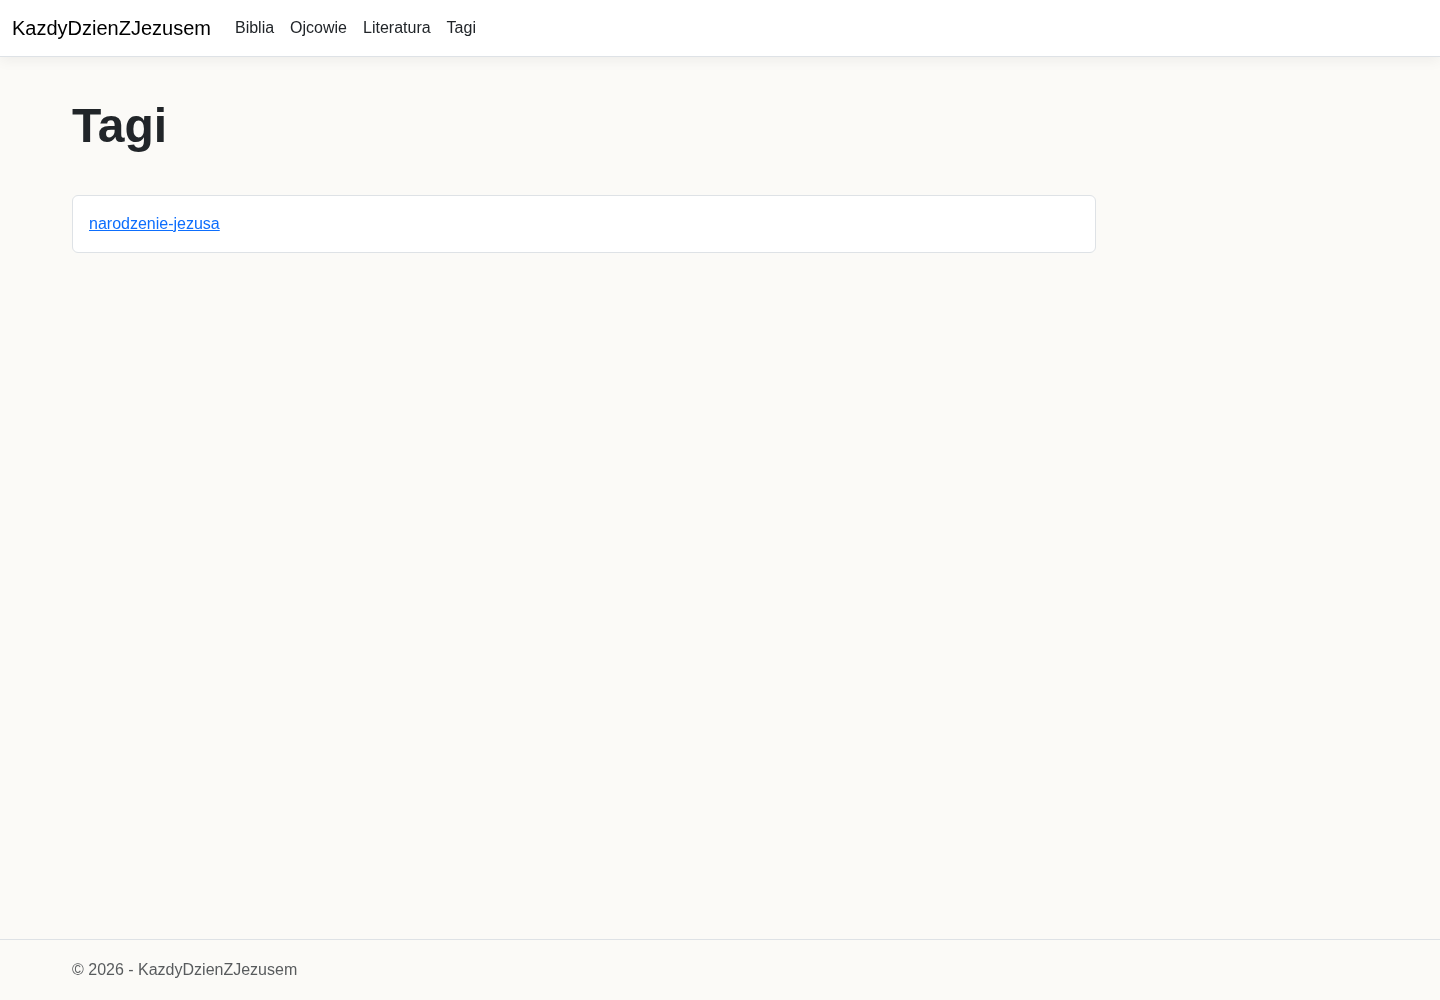 KazdyDzienZJezusem Biblia Ojcowie Literatura Tagi
Tagi
narodzenie-jezusa
© 2026 - KazdyDzienZJezusem